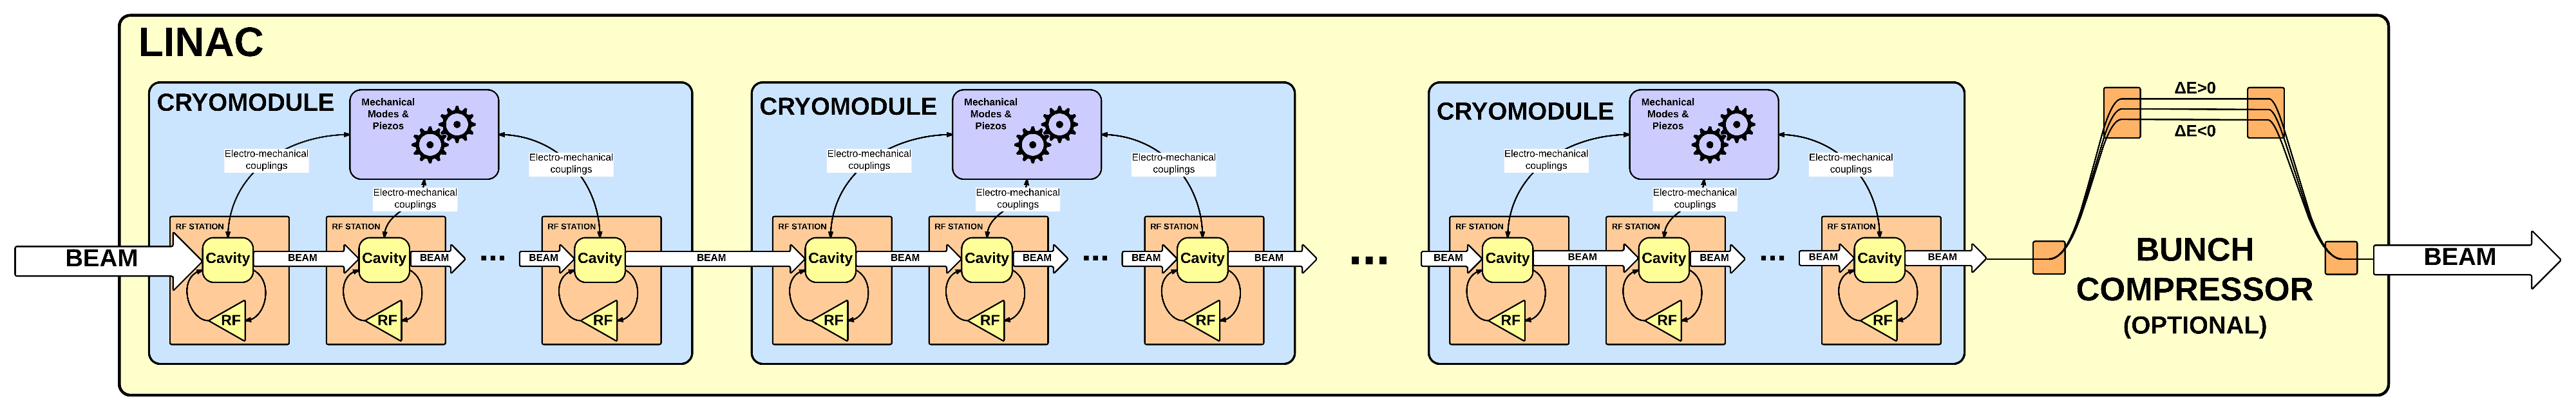 LINAC
CRYOMODULE
Mechanical
Modes &
Piezos
Electro-mechanical
couplings
Electro-mechanical
couplings
Electro-mechanical
couplings
RF STATION
RF STATION
RF STATION
BEAM
Cavity
BEAM
Cavity
BEAM
...
BEAM
Cavity
BEAM
RF
RF
RF
CRYOMODULE
Mechanical
Modes &
Piezos
Electro-mechanical
couplings
Electro-mechanical
couplings
Electro-mechanical
couplings
RF STATION
RF STATION
RF STATION
Cavity
BEAM
Cavity
BEAM
...
BEAM
Cavity
BEAM
RF
RF
RF
...
CRYOMODULE
Mechanical
Modes &
Piezos
Electro-mechanical
couplings
Electro-mechanical
couplings
Electro-mechanical
couplings
RF STATION
RF STATION
RF STATION
BEAM
Cavity
BEAM
Cavity
BEAM
...
BEAM
Cavity
BEAM
RF
RF
RF
ΔE>0
ΔE<0
BUNCH
COMPRESSOR
(OPTIONAL)
BEAM